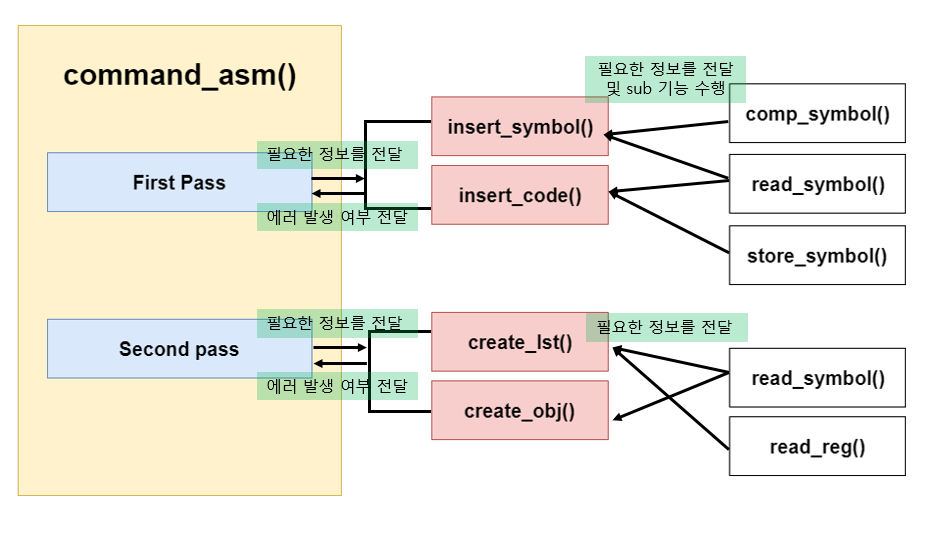 command_asm()
First Pass
필요한 정보를 전달
에러 발생 여부 전달
insert_symbol()
insert_code()
필요한 정보를 전달
및 sub 기능 수행
comp_symbol()
read_symbol()
store_symbol()
Second pass
필요한 정보를 전달
에러 발생 여부 전달
create_lst()
create_obj()
필요한 정보를 전달
read_symbol()
read_reg()